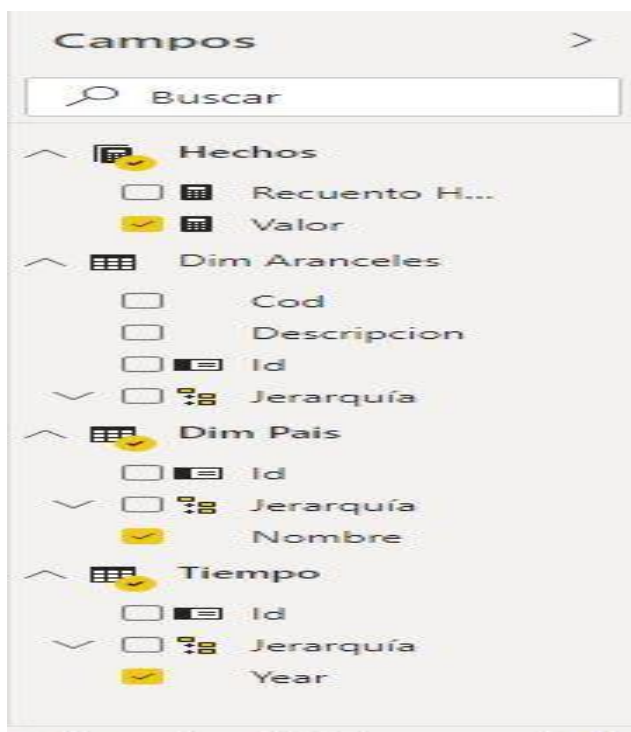 Campos
Buscar
Hechos
Recuento H...
Valor
Dim Aranceles
Cod
Descripcion
Id
Jerarquía
Dim Pais
Id
Jerarquía
Nombre
Tiempo
Id
Jerarquía
Year